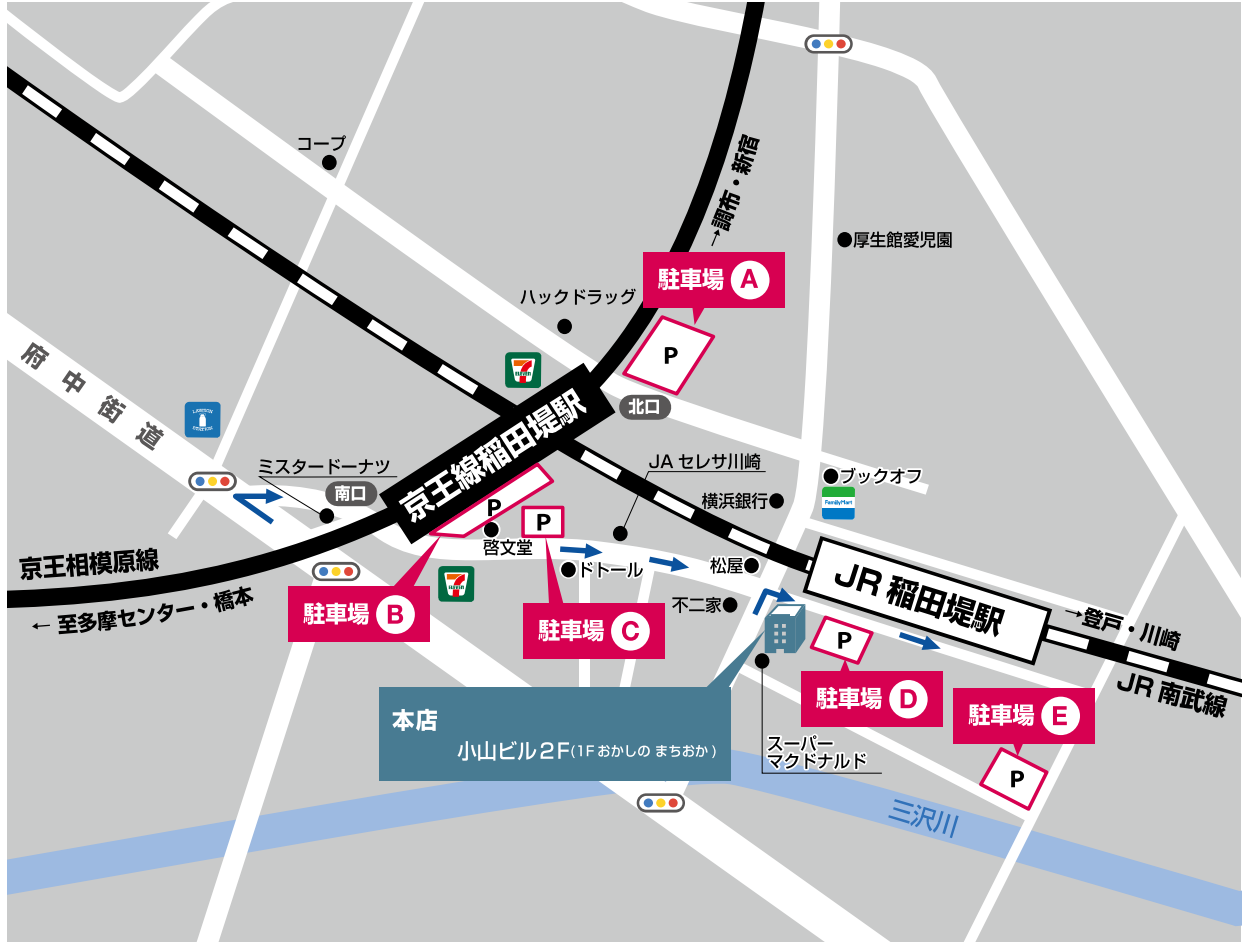 コープ
→調布・新宿
厚生館愛児園
駐車場 A
ハックドラッグ
P
7
ELEVEN
府中街道
LAWSON
STATION
北口
京王線稲田堤駅
ミスタードーナツ
南口
JA セレサ川崎
ブックオフ
横浜銀行
FamilyMart
P
P
啓文堂
京王相模原線
← 至多摩センター・橋本
7
ELEVEN
ドトール
松屋
JR 稲田堤駅
駐車場 B
駐車場 C
不二家
P
→登戸・川崎
JR 南武線
駐車場 D
駐車場 E
本店
小山ビル2F(1F おかしの まちおか)
スーパー
マクドナルド
P
三沢川